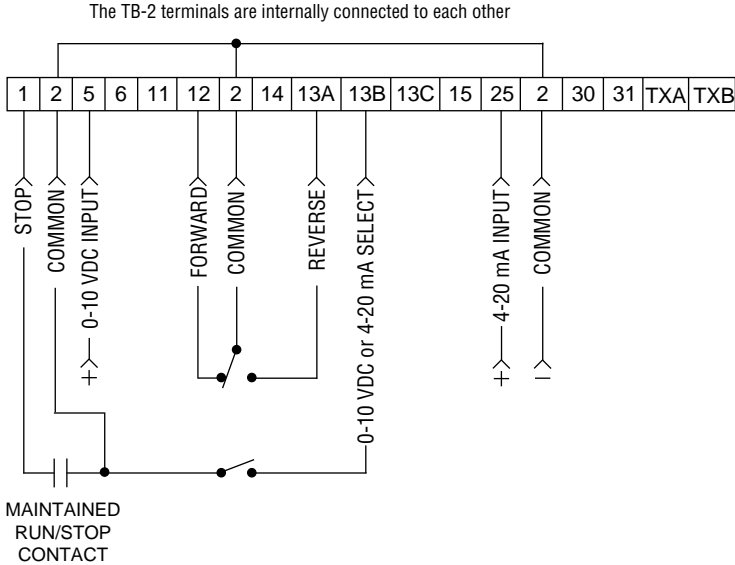 The TB-2 terminals are internally connected to each other
1 2 5 6 11 12 2 14 13A 13B 13C 15 25 2 30 31 TXA TXB
STOP
COMMON
0-10 VDC INPUT
FORWARD
COMMON
REVERSE
0-10 VDC or 4-20 mA SELECT
4-20 mA INPUT
COMMON
+
+
–
MAINTAINED
RUN/STOP
CONTACT